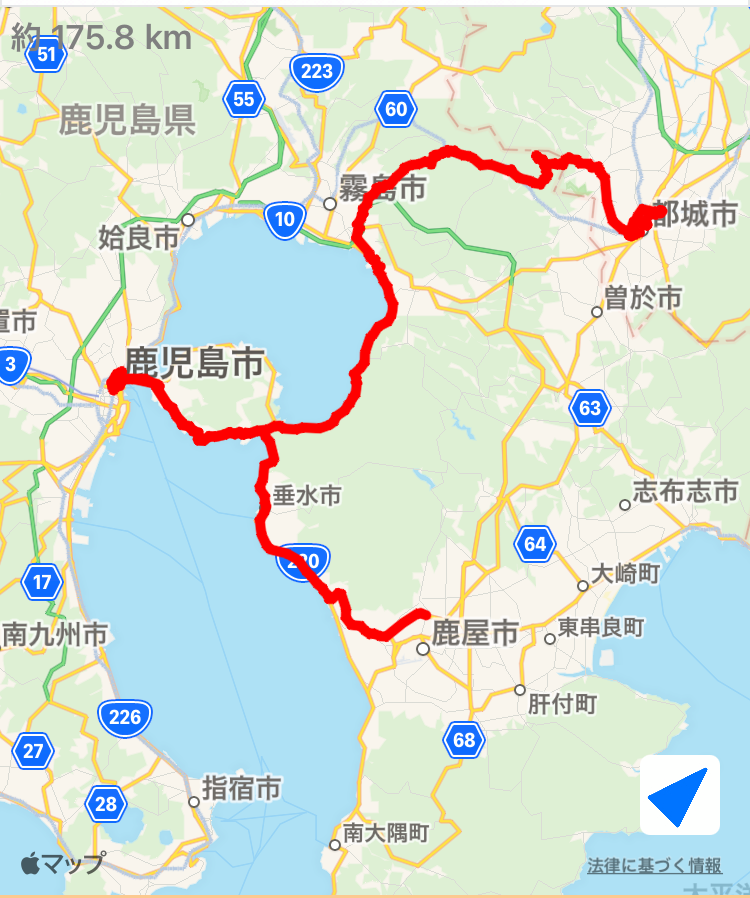 約 175.8 km
51
223
55
60
鹿児島県
霧島市
10
都城市
姶良市
曽於市
置市
3
鹿児島市
63
垂水市
志布志市
64
220
大崎町
17
南九州市
鹿屋市
東串良町
肝付町
226
68
27
28
指宿市
南大隅町
マップ
法律に基づく情報
太平洋